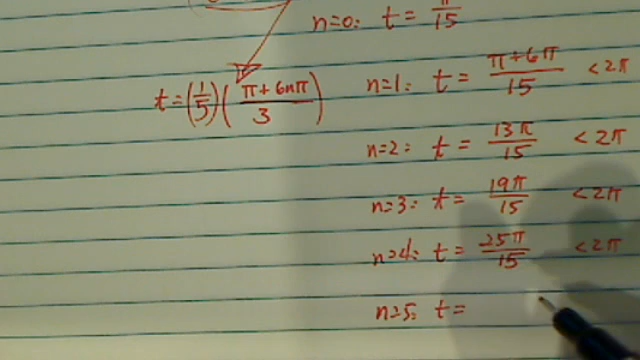 n=0: t = π/15
t = (1/5)( (π + 6nπ)/3 )
n=1: t = (π+6π)/15 < 2π
n=2: t = 13π/15 < 2π
n=3: t = 19π/15 < 2π
n=4: t = 25π/15 < 2π
n=5: t =